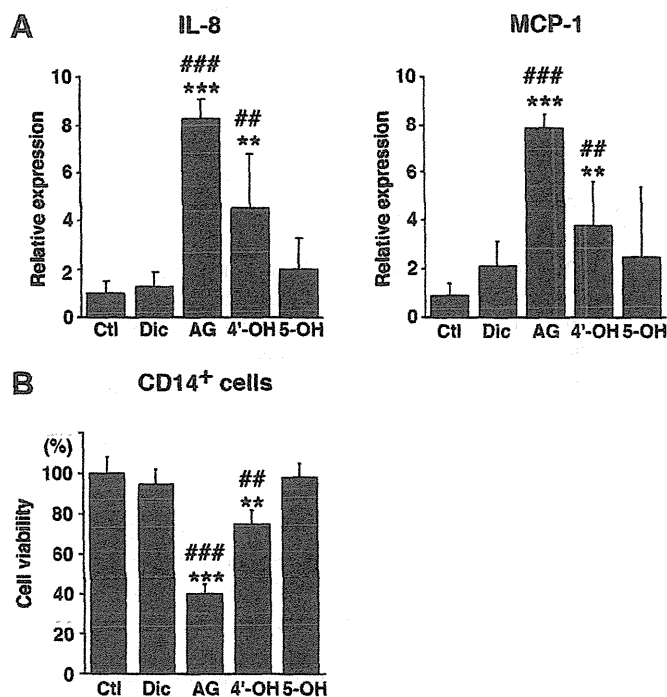 A
IL-8
MCP-1
Relative expression
10
8
6
4
2
0
###
***
##
**
Ctl Dic AG 4'-OH 5-OH
Relative expression
10
8
6
4
2
0
###
***
##
**
Ctl Dic AG 4'-OH 5-OH
B
CD14+ cells
(%)
Cell viability
100
80
60
40
20
0
###
***
##
**
Ctl Dic AG 4'-OH 5-OH